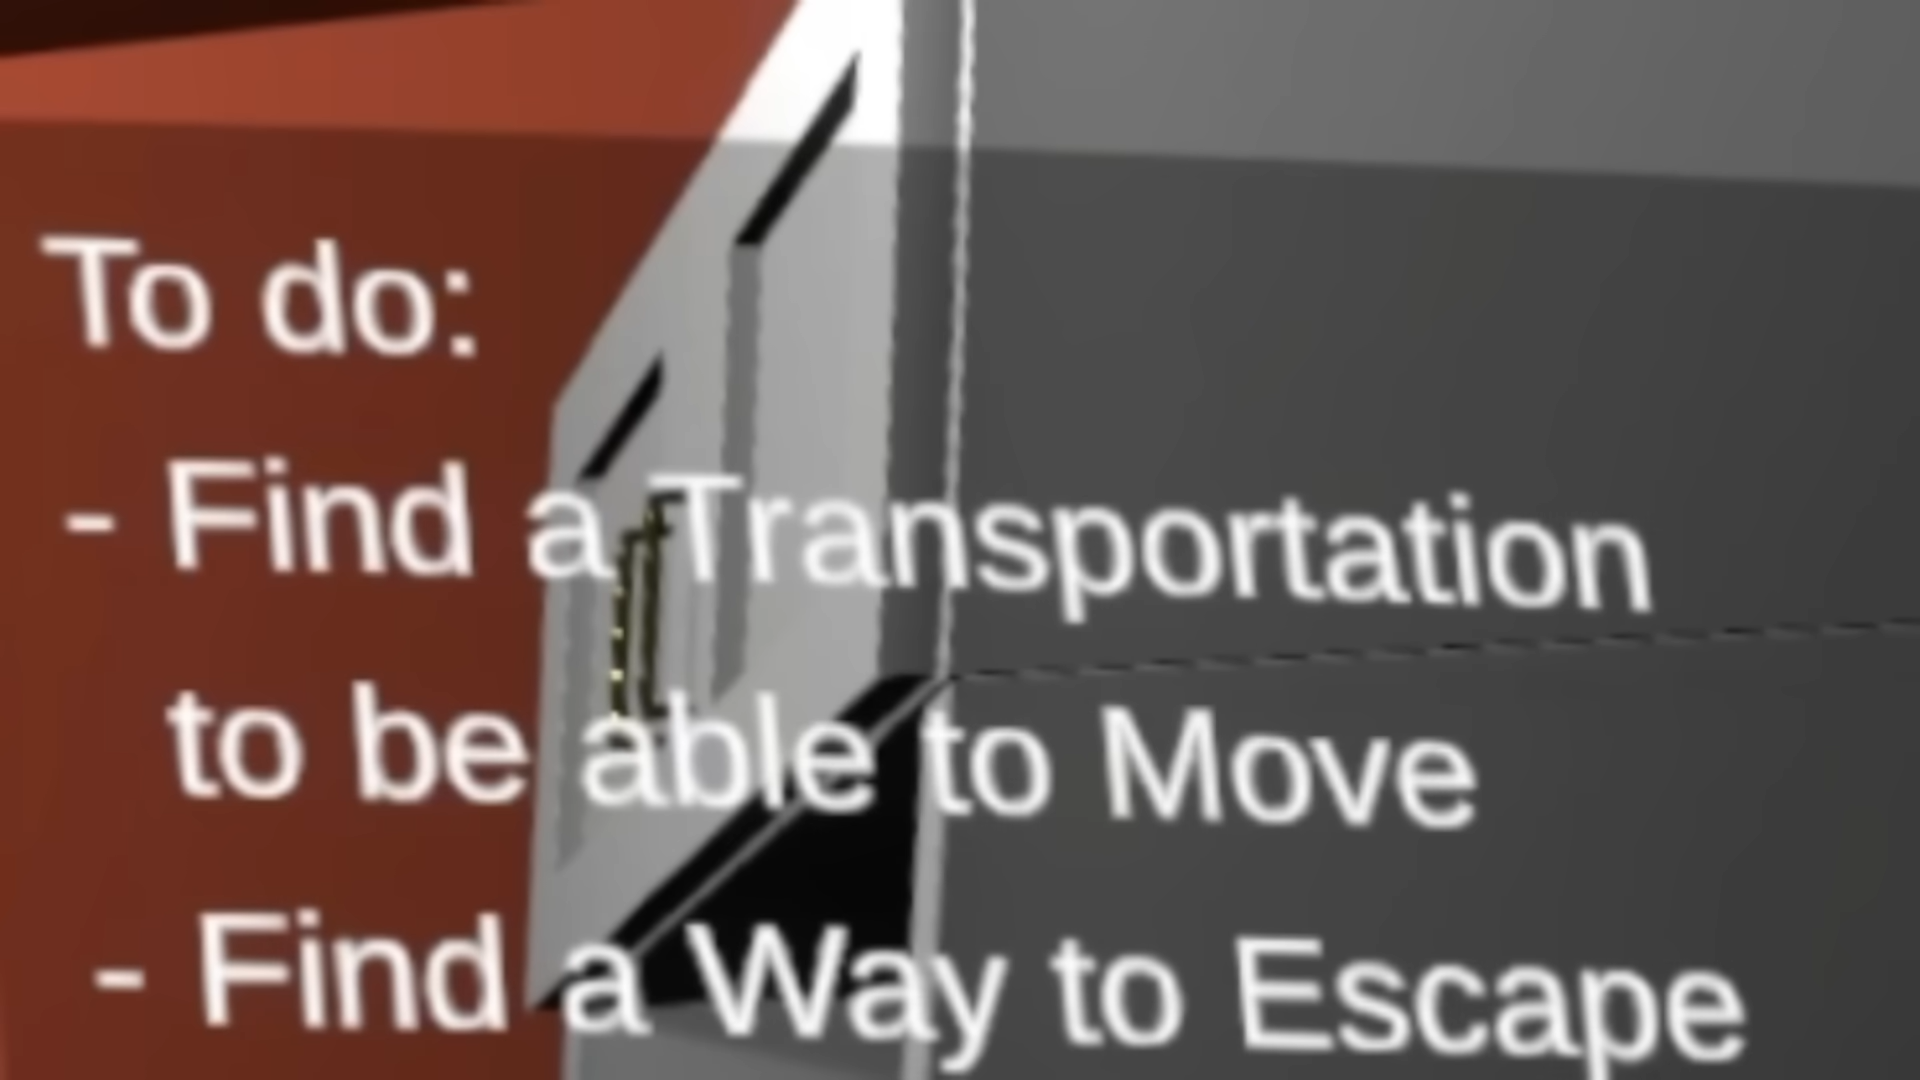 To do:
- Find a Transportation
to be able to Move
- Find a Way to Escape